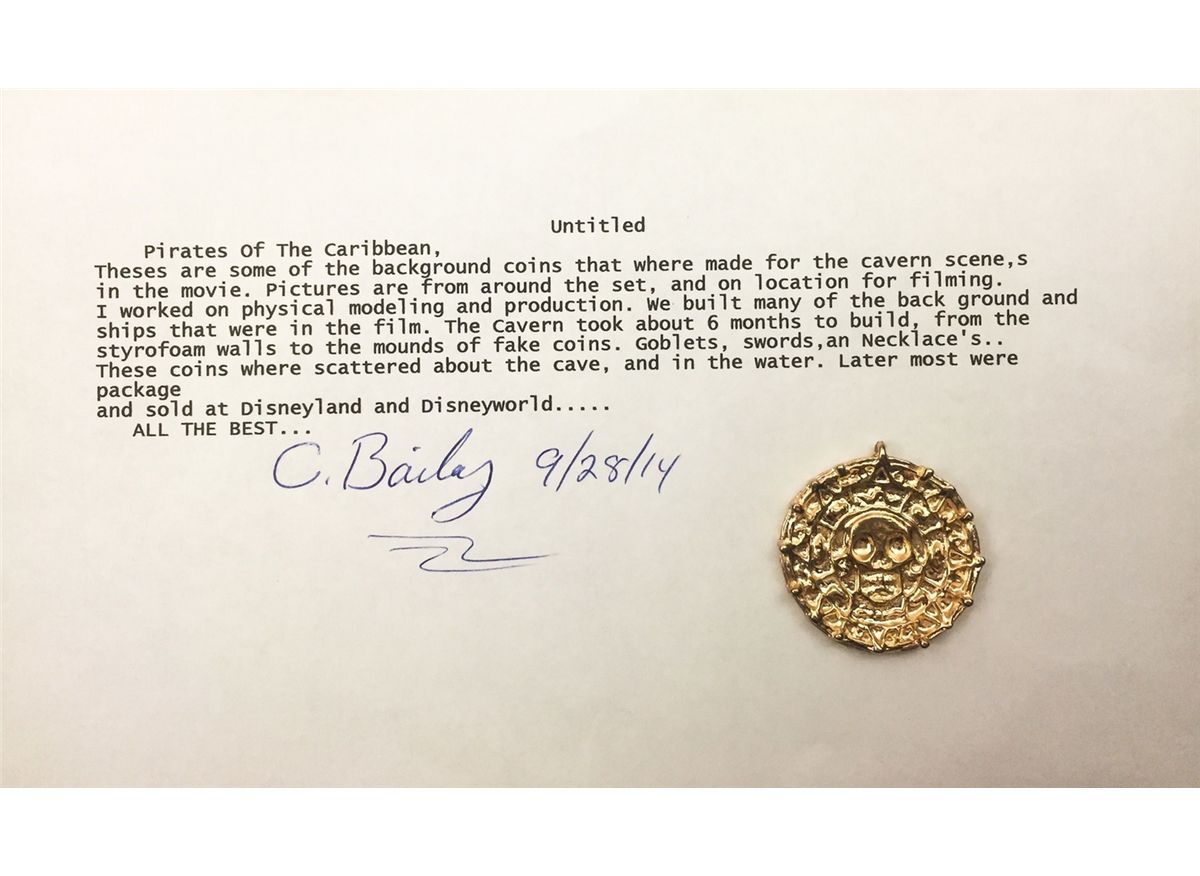 Untitled
Pirates Of The Caribbean,
Theses are some of the background coins that where made for the cavern scene,s
in the movie. Pictures are from around the set, and on location for filming.
I worked on physical modeling and production. We built many of the back ground and
ships that were in the film. The Cavern took about 6 months to build, from the
styrofoam walls to the mounds of fake coins. Goblets, swords,an Necklace's..
These coins where scattered about the cave, and in the water. Later most were
package
and sold at Disneyland and Disneyworld.....
ALL THE BEST...
C. Bailey 9/28/14